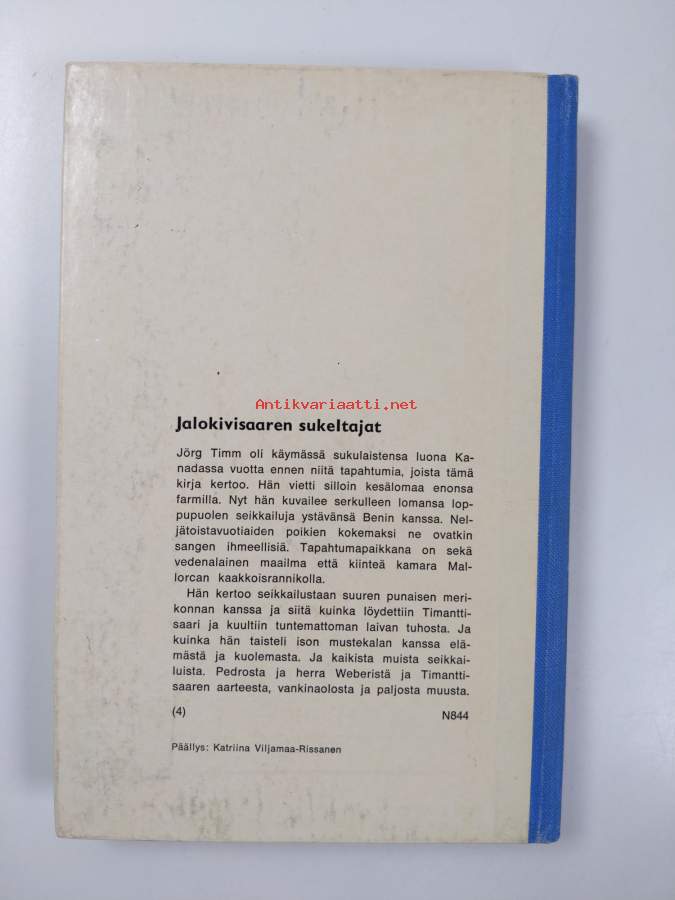 Antikvariaatti.net
Jalokivisaaren sukeltajat
Jörg Timm oli käymässä sukulaistensa luona Ka-
nadassa vuotta ennen niitä tapahtumia, joista tämä
kirja kertoo. Hän vietti silloin kesälomaa enonsa
farmilla. Nyt hän kuvailee serkulleen lomansa lop-
pupuolen seikkailuja ystävänsä Benin kanssa. Nel-
jätoistavuotiaiden poikien kokemaksi ne ovatkin
sangen ihmeellisiä. Tapahtumapaikkana on sekä
vedenalainen maailma että kiinteä kamara Mal-
lorcan kaakkoisrannikolla.
Hän kertoo seikkailustaan suuren punaisen meri-
konnan kanssa ja siitä kuinka löydettiin Timantti-
saari ja kuultiin tuntemattoman laivan tuhosta. Ja
kuinka hän taisteli ison mustekalan kanssa elä-
mästä ja kuolemasta. Ja kaikista muista seikkai-
luista. Pedrosta ja herra Weberistä ja Timantti-
saaren aarteesta, vankinaolosta ja paljosta muusta.
(4) N844
Päällys: Katriina Viljamaa-Rissanen